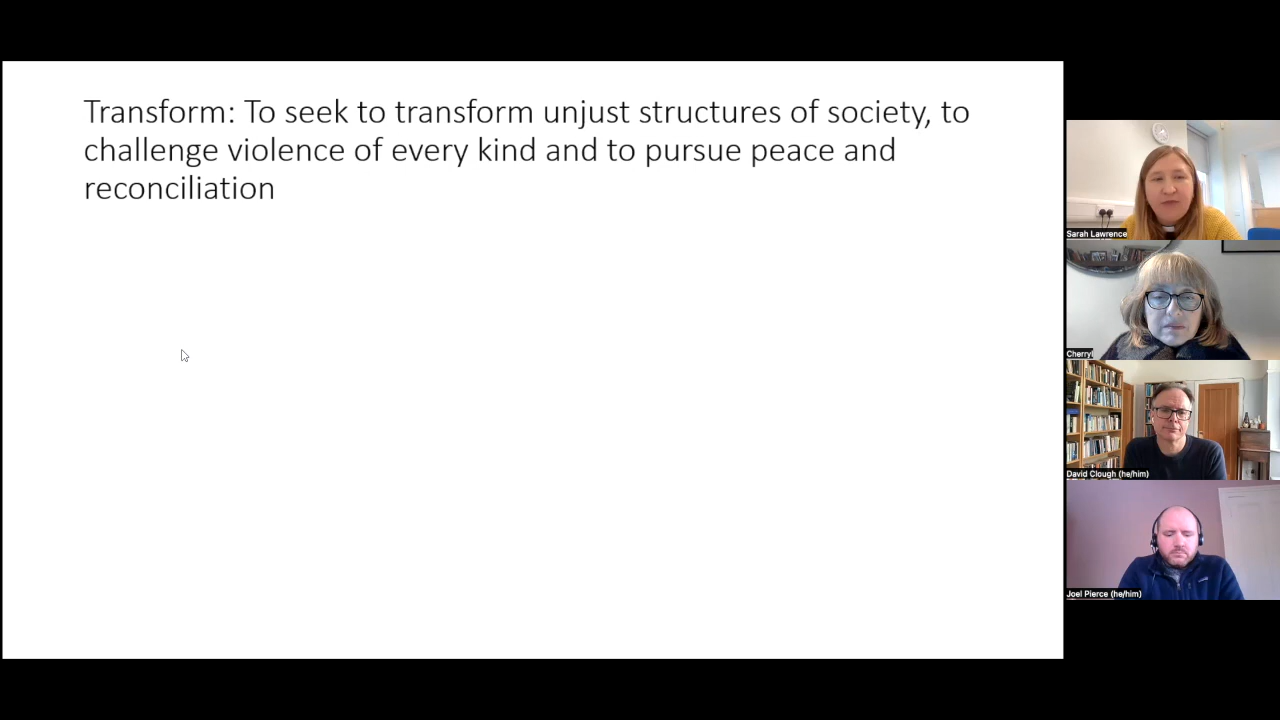 Transform: To seek to transform unjust structures of society, to
challenge violence of every kind and to pursue peace and
reconciliation
Sarah Lawrence
Cherryl
David Clough (he/him)
Joel Pierce (he/him)